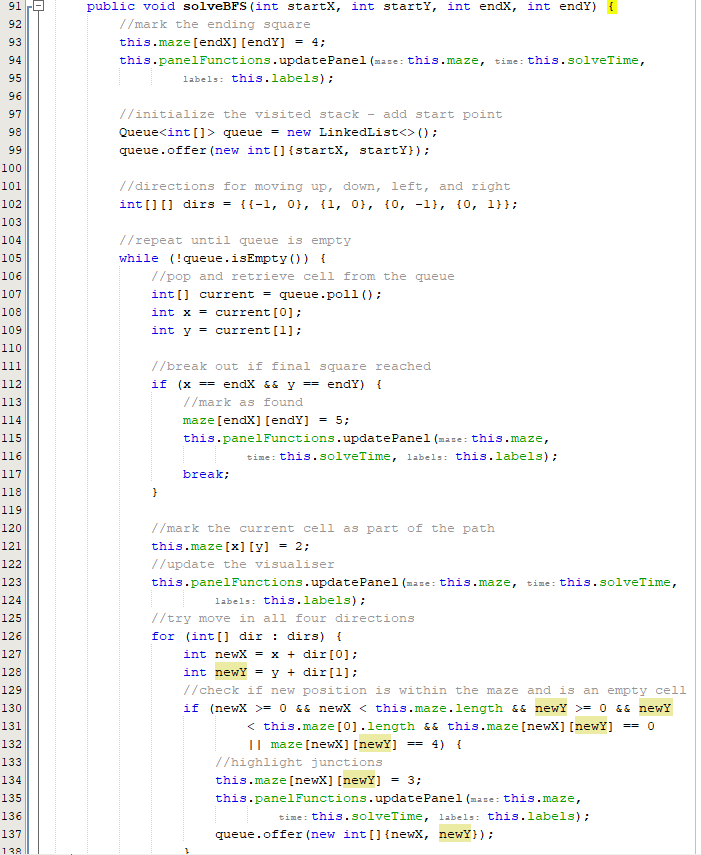 91 public void solveBFS(int startX, int startY, int endX, int endY) {
92 //mark the ending square
93 this.maze[endX][endY] = 4;
94 this.panelFunctions.updatePanel(mase: this.maze, time: this.solveTime,
95 labels: this.labels);
96
97 //initialize the visited stack - add start point
98 Queue<int[]> queue = new LinkedList<>();
99 queue.offer(new int[]{startX, startY});
100
101 //directions for moving up, down, left, and right
102 int[][] dirs = {{-1, 0}, {1, 0}, {0, -1}, {0, 1}};
103
104 //repeat until queue is empty
105 while (!queue.isEmpty()) {
106 //pop and retrieve cell from the queue
107 int[] current = queue.poll();
108 int x = current[0];
109 int y = current[1];
110
111 //break out if final square reached
112 if (x == endX && y == endY) {
113 //mark as found
114 maze[endX][endY] = 5;
115 this.panelFunctions.updatePanel(mase: this.maze,
116 time: this.solveTime, labels: this.labels);
117 break;
118 }
119
120 //mark the current cell as part of the path
121 this.maze[x][y] = 2;
122 //update the visualiser
123 this.panelFunctions.updatePanel(mase: this.maze, time: this.solveTime,
124 labels: this.labels);
125 //try move in all four directions
126 for (int[] dir : dirs) {
127 int newX = x + dir[0];
128 int newY = y + dir[1];
129 //check if new position is within the maze and is an empty cell
130 if (newX >= 0 && newX < this.maze.length && newY >= 0 && newY
131 < this.maze[0].length && this.maze[newX][newY] == 0
132 || maze[newX][newY] == 4) {
133 //highlight junctions
134 this.maze[newX][newY] = 3;
135 this.panelFunctions.updatePanel(mase: this.maze,
136 time: this.solveTime, labels: this.labels);
137 queue.offer(new int[]{newX, newY});
138 }